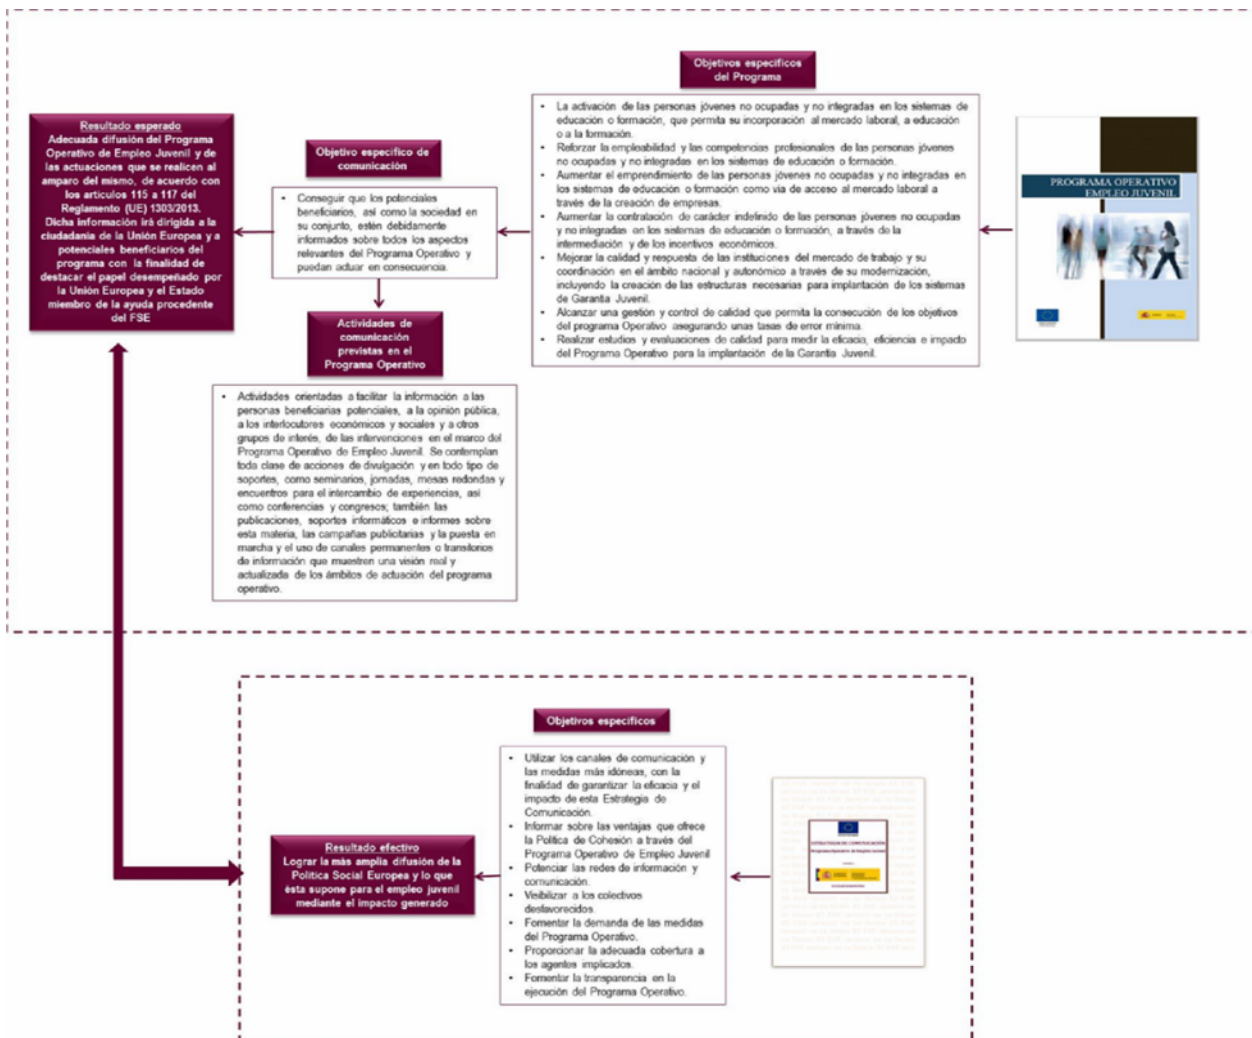 Objetivos específicos
del Programa
• La activación de las personas jóvenes no ocupadas y no integradas en los sistemas de
educación o formación, que permita su incorporación al mercado laboral, a educación
o a la formación.
• Reforzar la empleabilidad y las competencias profesionales de las personas jóvenes
no ocupadas y no integradas en los sistemas de educación o formación.
• Aumentar el emprendimiento de las personas jóvenes no ocupadas y no integradas en
los sistemas de educación o formación como vía de acceso al mercado laboral a
través de la creación de empresas.
• Aumentar la contratación de carácter indefinido de las personas jóvenes no ocupadas
y no integradas en los sistemas de educación o formación, a través de la
intermediación y de los incentivos económicos.
• Mejorar la calidad y respuesta de las instituciones del mercado de trabajo y su
coordinación en el ámbito nacional y autonómico a través de su modernización,
incluyendo la creación de las estructuras necesarias para implantación de los sistemas
de Garantía Juvenil.
• Alcanzar una gestión y control de calidad que permita la consecución de los objetivos
del programa Operativo asegurando unas tasas de error mínima.
• Realizar estudios y evaluaciones de calidad para medir la eficacia, eficiencia e impacto
del Programa Operativo para la implantación de la Garantía Juvenil.
PROGRAMA OPERATIVO
EMPLEO JUVENIL
Objetivo específico de
comunicación
• Conseguir que los potenciales
beneficiarios, así como la sociedad en
su conjunto, estén debidamente
informados sobre todos los aspectos
relevantes del Programa Operativo y
puedan actuar en consecuencia.
Resultado esperado
Adecuada difusión del Programa
Operativo de Empleo Juvenil y de
las actuaciones que se realicen al
amparo del mismo, de acuerdo con
los artículos 115 a 117 del
Reglamento (UE) 1303/2013.
Dicha información irá dirigida a la
ciudadanía de la Unión Europea y a
potenciales beneficiarios del
programa con la finalidad de
destacar el papel desempeñado por
la Unión Europea y el Estado
miembro de la ayuda procedente
del FSE
Actividades de
comunicación
previstas en el
Programa Operativo
• Actividades orientadas a facilitar la información a las
personas beneficiarias potenciales, a la opinión pública,
a los interlocutores económicos y sociales y a otros
grupos de interés, de las intervenciones en el marco del
Programa Operativo de Empleo Juvenil. Se contemplan
toda clase de acciones de divulgación y en todo tipo de
soportes, como seminarios, jornadas, mesas redondas y
encuentros para el intercambio de experiencias, así
como conferencias y congresos; también las
publicaciones, soportes informáticos e informes sobre
esta materia, las campañas publicitarias y la puesta en
marcha y el uso de canales permanentes o transitorios
de información que muestren una visión real y
actualizada de los ámbitos de actuación del programa
operativo.
Objetivos específicos
• Utilizar los canales de comunicación y
las medidas más idóneas, con la
finalidad de garantizar la eficacia y el
impacto de esta Estrategia de
Comunicación.
• Informar sobre las ventajas que ofrece
la Política de Cohesión a través del
Programa Operativo de Empleo Juvenil
• Potenciar las redes de información y
comunicación.
• Visibilizar a los colectivos
desfavorecidos.
• Fomentar la demanda de las medidas
del Programa Operativo.
• Proporcionar la adecuada cobertura a
los agentes implicados.
• Fomentar la transparencia en la
ejecución del Programa Operativo.
ESTRATEGIA DE COMUNICACIÓN
Programa Operativo de Empleo Juvenil
Resultado efectivo
Lograr la más amplia difusión de la
Política Social Europea y lo que
ésta supone para el empleo juvenil
mediante el impacto generado